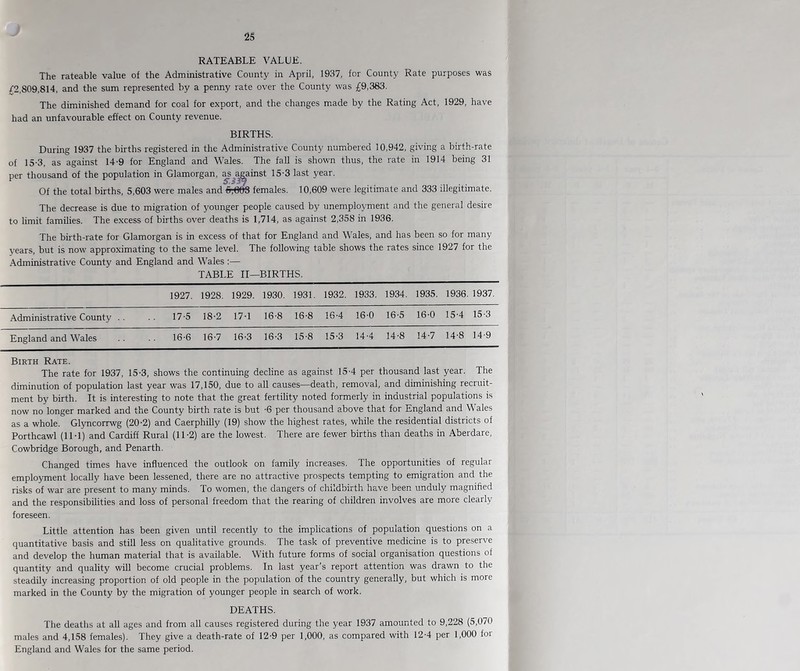 25
RATEABLE VALUE.
The rateable value of the Administrative County in April, 1937, for County Rate purposes was
£2,809,814, and the sum represented by a penny rate over the County was £9,383.
The diminished demand for coal for export, and the changes made by the Rating Act, 1929, have
had an unfavourable effect on County revenue.
BIRTHS.
During 1937 the births registered in the Administrative County numbered 10,942, giving a birth-rate
of 15·3, as against 14·9 for England and Wales. The fall is shown thus, the rate in 1914 being 31
per thousand of the population in Glamorgan, as against 15·3 last year.
5.339
Of the total births, 5,603 were males and females. 10,609 were legitimate and 333 illegitimate.
The decrease is due to migration of younger people caused by unemployment and the general desire
to limit families. The excess of births over deaths is 1,714, as against 2,358 in 1936.
The birth-rate for Glamorgan is in excess of that for England and Wales, and has been so for many
years, but is now approximating to the same level. The following table shows the rates since 1927 for the
Administrative County and England and Wales :—
TABLE II—BIRTHS.
1927. 1928. 1929. 1930. 1931. 1932. 1933. 1934. 1935. 1936. 1937.
Administrative County .. .. 17·5 18·2 17·1 16·8 16·8 16·4 16·0 16·5 16·0 15·4 15·3
England and Wales .. .. 16·6 16·7 16·3 16·3 15·8 15·3 14·4 14·8 14·7 14·8 14·9
BIRTH RATE.
The rate for 1937, 15·3, shows the continuing decline as against 15·4 per thousand last year. The
diminution of population last year was 17,150, due to all causes—death, removal, and diminishing recruit-
ment by birth. It is interesting to note that the great fertility noted formerly in industrial populations is
now no longer marked and the County birth rate is but ·6 per thousand above that for England and Wales
as a whole. Glyncorrwg (20·2) and Caerphilly (19) show the highest rates, while the residential districts of
Porthcawl (11·1) and Cardiff Rural (11·2) are the lowest. There are fewer births than deaths in Aberdare,
Cowbridge Borough, and Penarth.
Changed times have influenced the outlook on family increases. The opportunities of regular
employment locally have been lessened, there are no attractive prospects tempting to emigration and the
risks of war are present to many minds. To women, the dangers of childbirth have been unduly magnified
and the responsibilities and loss of personal freedom that the rearing of children involves are more clearly
foreseen.
Little attention has been given until recently to the implications of population questions on a
quantitative basis and still less on qualitative grounds. The task of preventive medicine is to preserve
and develop the human material that is available. With future forms of social organisation questions of
quantity and quality will become crucial problems. In last year's report attention was drawn to the
steadily increasing proportion of old people in the population of the country generally, but which is more
marked in the County by the migration of younger people in search of work.
DEATHS.
The deaths at all ages and from all causes registered during the year 1937 amounted to 9,228 (5,070
males and 4,158 females). They give a death-rate of 12·9 per 1,000, as compared with 12·4 per 1,000 for
England and Wales for the same period.